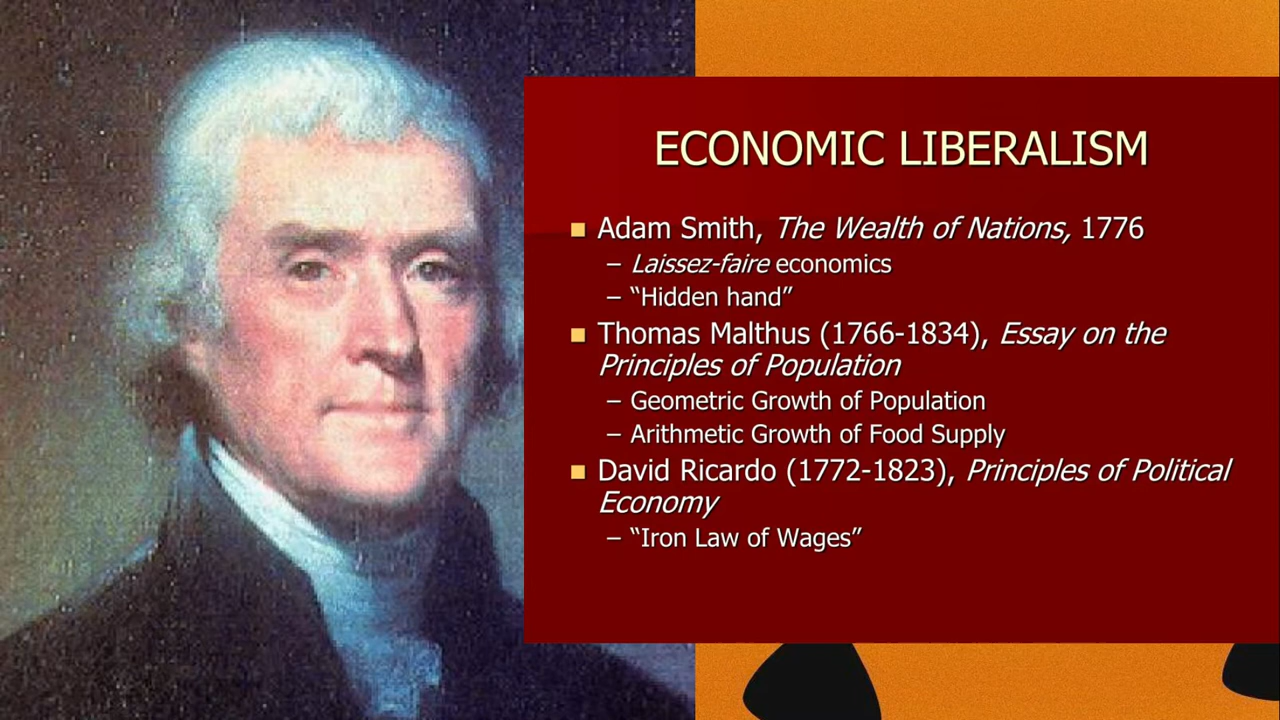 ECONOMIC LIBERALISM
Adam Smith, The Wealth of Nations, 1776
– Laissez-faire economics
– “Hidden hand”
Thomas Malthus (1766-1834), Essay on the
Principles of Population
– Geometric Growth of Population
– Arithmetic Growth of Food Supply
David Ricardo (1772-1823), Principles of Political
Economy
– “Iron Law of Wages”